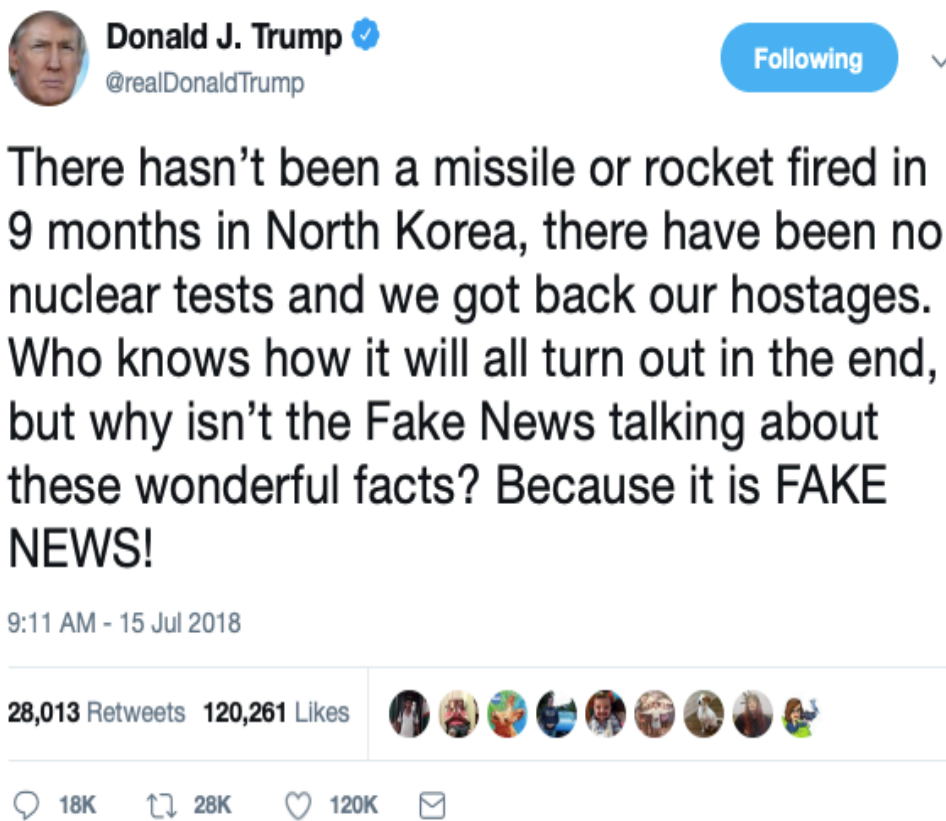 Donald J. Trump
@realDonaldTrump
Following
There hasn’t been a missile or rocket fired in
9 months in North Korea, there have been no
nuclear tests and we got back our hostages.
Who knows how it will all turn out in the end,
but why isn’t the Fake News talking about
these wonderful facts? Because it is FAKE
NEWS!
9:11 AM - 15 Jul 2018
28,013 Retweets 120,261 Likes
18K 28K 120K